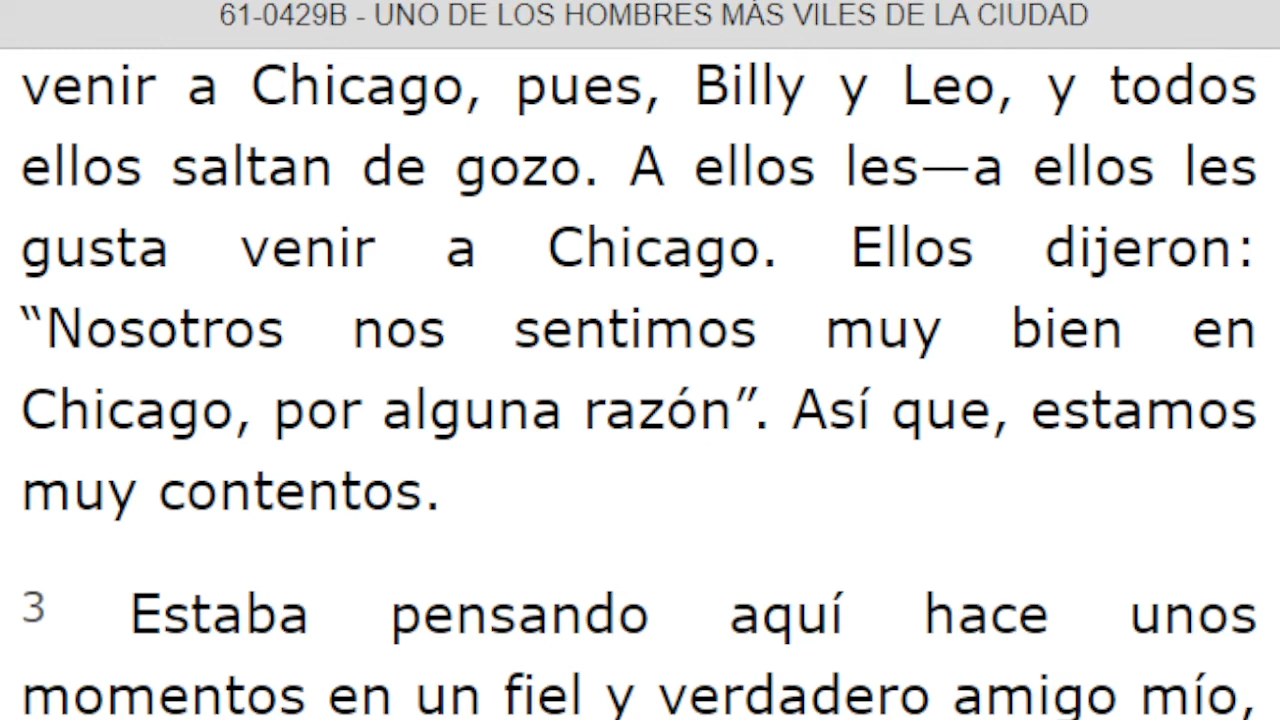 61-0429B - UNO DE LOS HOMBRES MÁS VILES DE LA CIUDAD
venir a Chicago, pues, Billy y Leo, y todos
ellos saltan de gozo. A ellos les—a ellos les
gusta venir a Chicago. Ellos dijeron:
“Nosotros nos sentimos muy bien en
Chicago, por alguna razón”. Así que, estamos
muy contentos.
3 Estaba pensando aquí hace unos
momentos en un fiel y verdadero amigo mío,